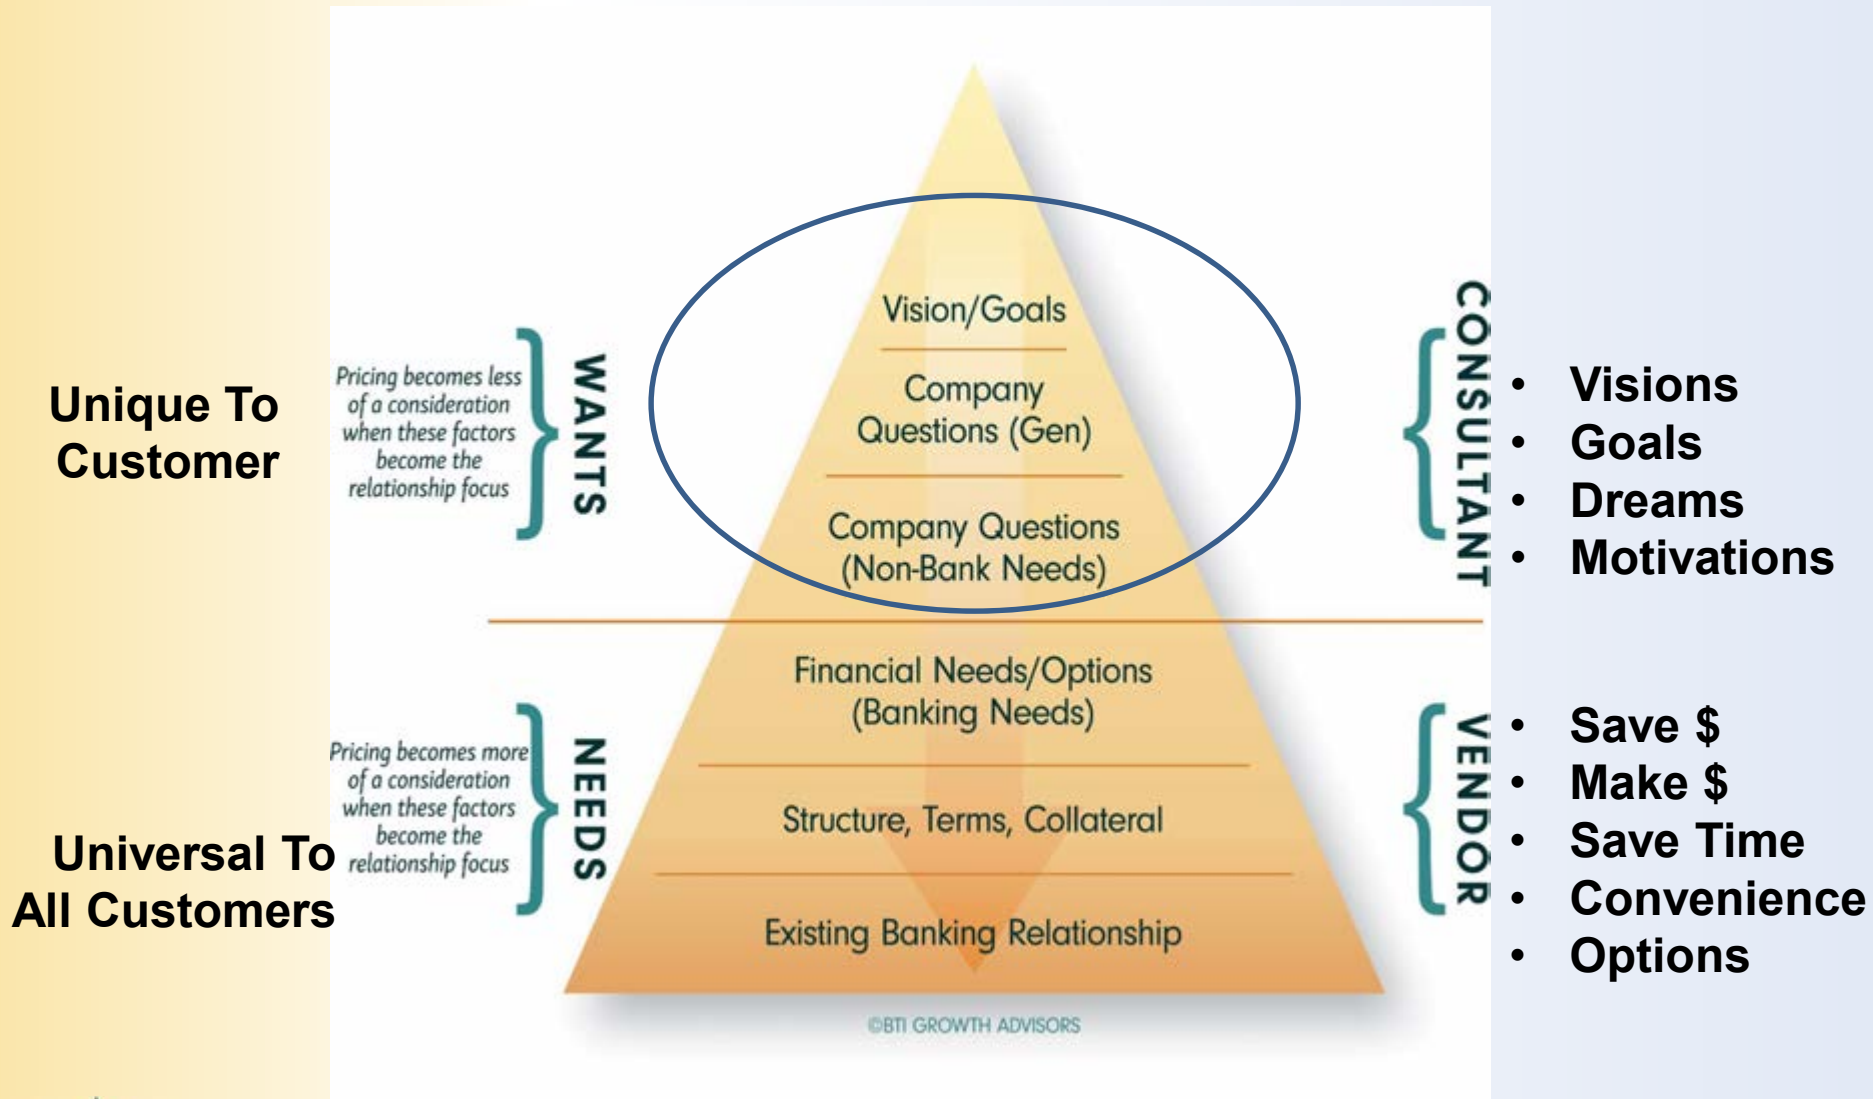 Unique To
Customer
Pricing becomes less
of a consideration
when these factors
become the
relationship focus
WANTS
Vision/Goals
Company
Questions (Gen)
Company Questions
(Non-Bank Needs)
CONSULTANT
• Visions
• Goals
• Dreams
• Motivations
Universal To
All Customers
Pricing becomes more
of a consideration
when these factors
become the
relationship focus
NEEDS
Financial Needs/Options
(Banking Needs)
Structure, Terms, Collateral
Existing Banking Relationship
VENDOR
• Save $
• Make $
• Save Time
• Convenience
• Options
©BTI GROWTH ADVISORS